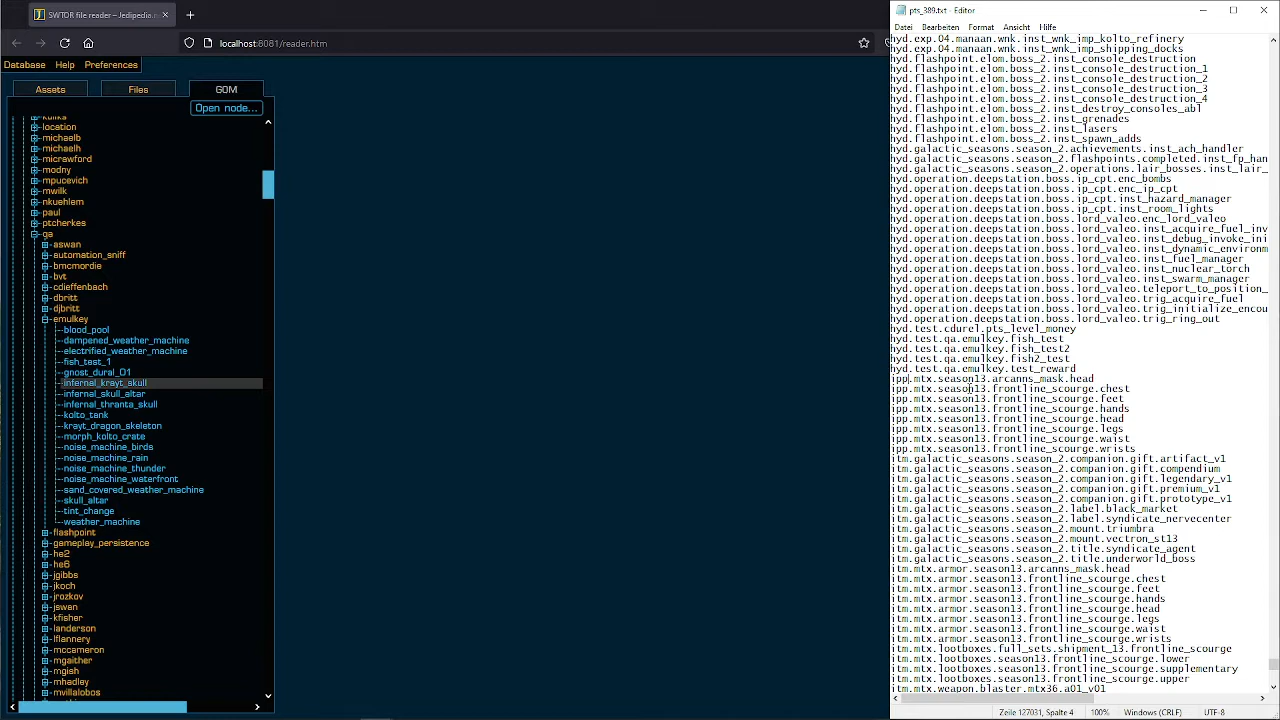 SWTOR file reader – Jedipedia.n
localhost:8081/reader.htm
Database Help Preferences
Assets Files GOM
Open node...
kuliks
location
michaelb
michaelh
micrawford
modny
mpucevich
mwilk
nkuehlem
paul
ptcherkes
qa
aswan
automation_sniff
bmcmordie
bvt
cdieffenbach
dbritt
djbritt
emulkey
blood_pool
dampened_weather_machine
electrified_weather_machine
fish_test_1
gnost_dural_01
infernal_krayt_skull
infernal_skull_altar
infernal_thranta_skull
kolto_tank
krayt_dragon_skeleton
morph_kolto_crate
noise_machine_birds
noise_machine_rain
noise_machine_thunder
noise_machine_waterfront
sand_covered_weather_machine
skull_altar
tint_change
weather_machine
flashpoint
gameplay_persistence
he2
he6
jgibbs
jkoch
jrozkov
jswan
kfisher
landerson
lflannery
mccameron
mgaither
mgish
mhadley
mvillalobos
pts_389.txt - Editor
Datei Bearbeiten Format Ansicht Hilfe
hyd.exp.04.manaan.wnk.inst_wnk_imp_kolto_refinery
hyd.exp.04.manaan.wnk.inst_wnk_imp_shipping_docks
hyd.flashpoint.elom.boss_2.inst_console_destruction
hyd.flashpoint.elom.boss_2.inst_console_destruction_1
hyd.flashpoint.elom.boss_2.inst_console_destruction_2
hyd.flashpoint.elom.boss_2.inst_console_destruction_3
hyd.flashpoint.elom.boss_2.inst_console_destruction_4
hyd.flashpoint.elom.boss_2.inst_destroy_consoles_abl
hyd.flashpoint.elom.boss_2.inst_grenades
hyd.flashpoint.elom.boss_2.inst_lasers
hyd.flashpoint.elom.boss_2.inst_spawn_adds
hyd.galactic_seasons.season_2.achievements.inst_ach_handler
hyd.galactic_seasons.season_2.flashpoints.completed.inst_fp_han
hyd.galactic_seasons.season_2.operations.lair_bosses.inst_lair_
hyd.operation.deepstation.boss.ip_cpt.enc_bombs
hyd.operation.deepstation.boss.ip_cpt.enc_ip_cpt
hyd.operation.deepstation.boss.ip_cpt.inst_hazard_manager
hyd.operation.deepstation.boss.ip_cpt.inst_room_lights
hyd.operation.deepstation.boss.lord_valeo.enc_lord_valeo
hyd.operation.deepstation.boss.lord_valeo.inst_acquire_fuel_inv
hyd.operation.deepstation.boss.lord_valeo.inst_debug_invoke_ini
hyd.operation.deepstation.boss.lord_valeo.inst_dynamic_environm
hyd.operation.deepstation.boss.lord_valeo.inst_fuel_manager
hyd.operation.deepstation.boss.lord_valeo.inst_nuclear_torch
hyd.operation.deepstation.boss.lord_valeo.inst_swarm_manager
hyd.operation.deepstation.boss.lord_valeo.teleport_to_position_
hyd.operation.deepstation.boss.lord_valeo.trig_acquire_fuel
hyd.operation.deepstation.boss.lord_valeo.trig_initialize_encou
hyd.operation.deepstation.boss.lord_valeo.trig_ring_out
hyd.test.cdurel.pts_level_money
hyd.test.qa.emulkey.fish_test
hyd.test.qa.emulkey.fish_test2
hyd.test.qa.emulkey.fish2_test
hyd.test.qa.emulkey.test_reward
ipp.mtx.season13.arcanns_mask.head
ipp.mtx.season13.frontline_scourge.chest
ipp.mtx.season13.frontline_scourge.feet
ipp.mtx.season13.frontline_scourge.hands
ipp.mtx.season13.frontline_scourge.head
ipp.mtx.season13.frontline_scourge.legs
ipp.mtx.season13.frontline_scourge.waist
ipp.mtx.season13.frontline_scourge.wrists
itm.galactic_seasons.season_2.companion.gift.artifact_v1
itm.galactic_seasons.season_2.companion.gift.compendium
itm.galactic_seasons.season_2.companion.gift.legendary_v1
itm.galactic_seasons.season_2.companion.gift.premium_v1
itm.galactic_seasons.season_2.companion.gift.prototype_v1
itm.galactic_seasons.season_2.label.black_market
itm.galactic_seasons.season_2.label.syndicate_nervecenter
itm.galactic_seasons.season_2.mount.triumbra
itm.galactic_seasons.season_2.mount.vectron_st13
itm.galactic_seasons.season_2.title.syndicate_agent
itm.galactic_seasons.season_2.title.underworld_boss
itm.mtx.armor.season13.arcanns_mask.head
itm.mtx.armor.season13.frontline_scourge.chest
itm.mtx.armor.season13.frontline_scourge.feet
itm.mtx.armor.season13.frontline_scourge.hands
itm.mtx.armor.season13.frontline_scourge.head
itm.mtx.armor.season13.frontline_scourge.legs
itm.mtx.armor.season13.frontline_scourge.waist
itm.mtx.armor.season13.frontline_scourge.wrists
itm.mtx.lootboxes.full_sets.shipment_13.frontline_scourge
itm.mtx.lootboxes.season13.frontline_scourge.lower
itm.mtx.lootboxes.season13.frontline_scourge.supplementary
itm.mtx.lootboxes.season13.frontline_scourge.upper
itm.mtx.weapon.blaster.mtx36.a01_v01
Zeile 127031, Spalte 4 100% Windows (CRLF) UTF-8